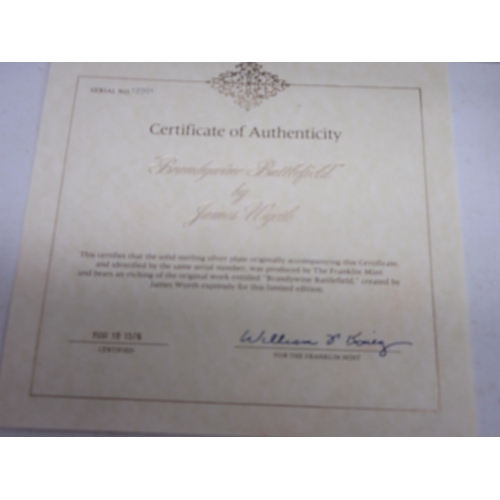 SERIAL NO.
Certificate of Authenticity
"Brandywine Battlefield"
by
James Wyeth
This certifies that the solid sterling silver plate originally accompanying this Certificate,
and identified by the same serial number, was produced by The Franklin Mint
and bears an etching of the original work entitled "Brandywine Battlefield," created by
James Wyeth expressly for this limited edition.
William
CERTIFIED
FOR THE FRANKLIN MINT